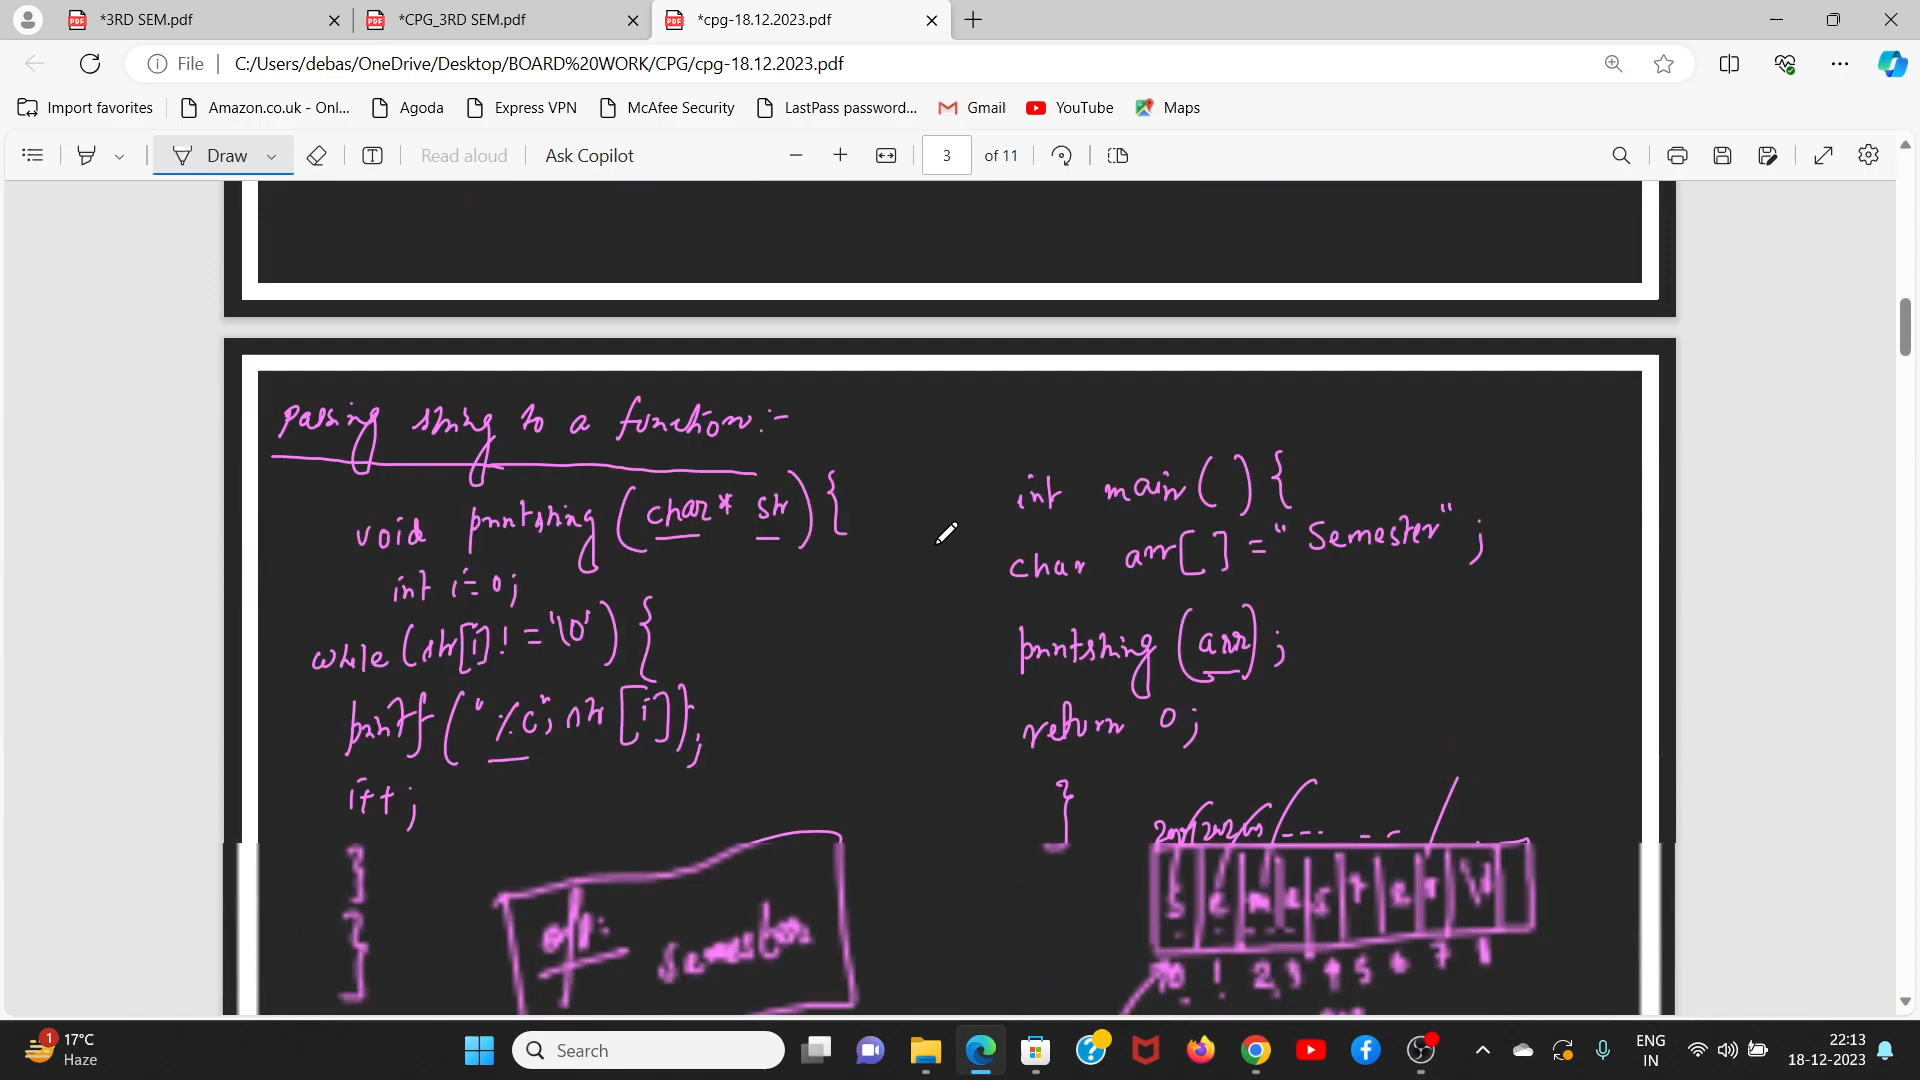 *3RD SEM.pdf
*CPG_3RD SEM.pdf
*cpg-18.12.2023.pdf
File
C:/Users/debas/OneDrive/Desktop/BOARD%20WORK/CPG/cpg-18.12.2023.pdf
Import favorites
Amazon.co.uk - Onl...
Agoda
Express VPN
McAfee Security
LastPass password...
Gmail
YouTube
Maps
Draw
Read aloud
Ask Copilot
3
of 11
Passing string to a function:-
void printstring (char* str) {
int i=0;
while (str[i] != '\0') {
printf ("%c", str[i]);
i++;
}
}
o/p:
semester
int main() {
char arr[] = "Semester";
printstring (arr);
return 0;
}
S e m e s t e r \0
0 1 2 3 4 5 6 7 8
1
17°C
Haze
Search
ENG
IN
22:13
18-12-2023